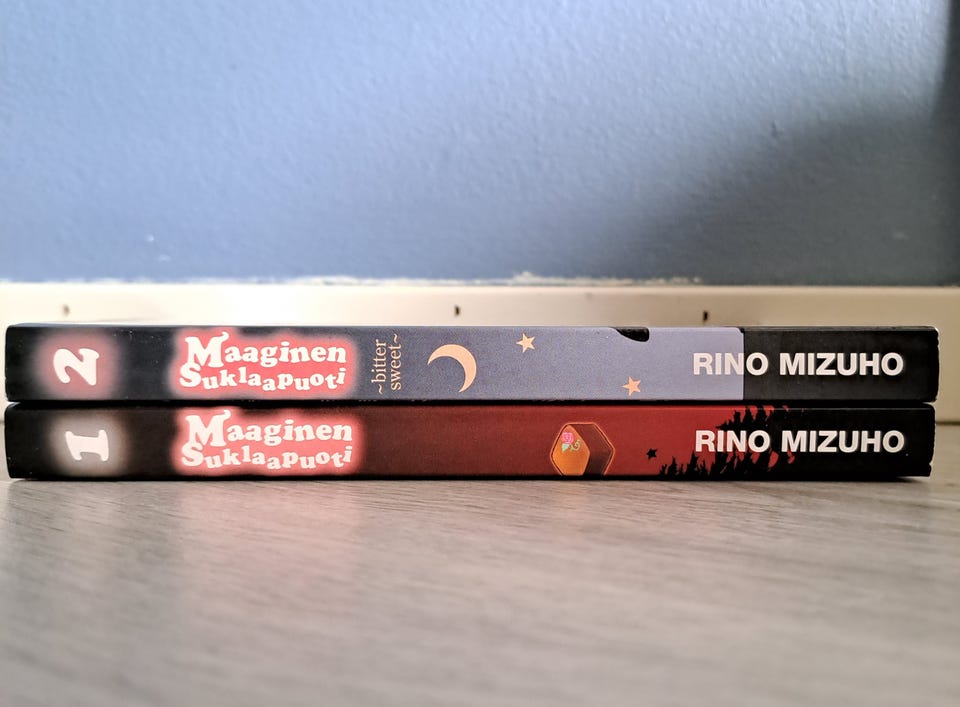 2
Maaginen
Suklaapuoti
~bitter
sweet~
RINO MIZUHO
1
Maaginen
Suklaapuoti
RINO MIZUHO